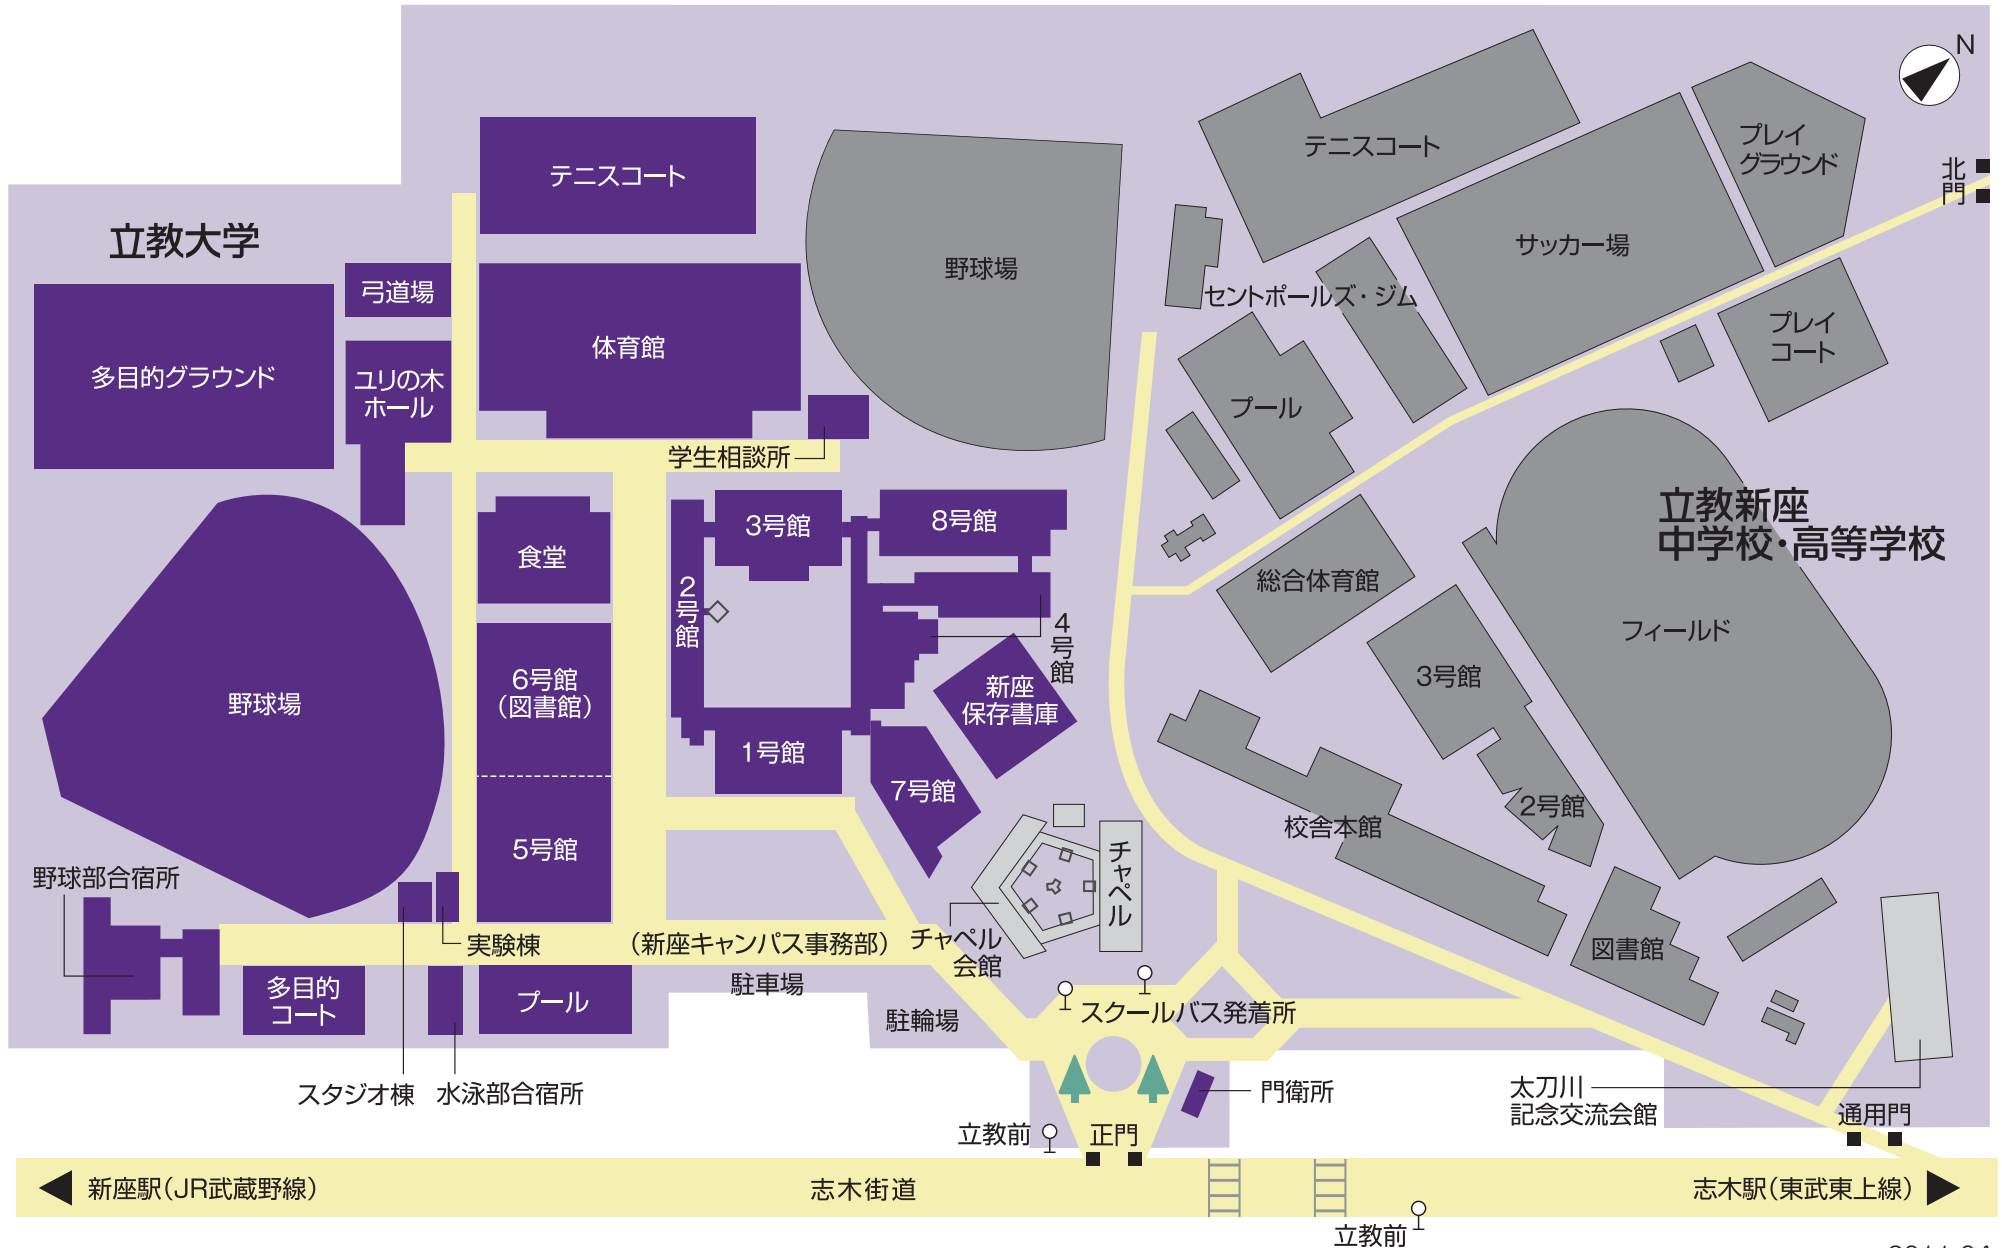 N
北門
テニスコート
プレイ
グラウンド
テニスコート
サッカー場
立教大学
野球場
弓道場
セントポールズ・ジム
プレイ
コート
体育館
多目的グラウンド
ユリの木
ホール
プール
学生相談所
立教新座
中学校・高等学校
3号館
8号館
食堂
総合体育館
2号館
4号館
フィールド
6号館
(図書館)
新座
保存書庫
3号館
野球場
1号館
7号館
2号館
校舎本館
5号館
チャペル
野球部合宿所
実験棟
(新座キャンパス事務部)
チャペル
会館
図書館
駐車場
多目的
コート
プール
スクールバス発着所
駐輪場
スタジオ棟
水泳部合宿所
門衛所
太刀川
記念交流会館
通用門
立教前
正門
新座駅(JR武蔵野線)
志木街道
志木駅(東武東上線)
立教前